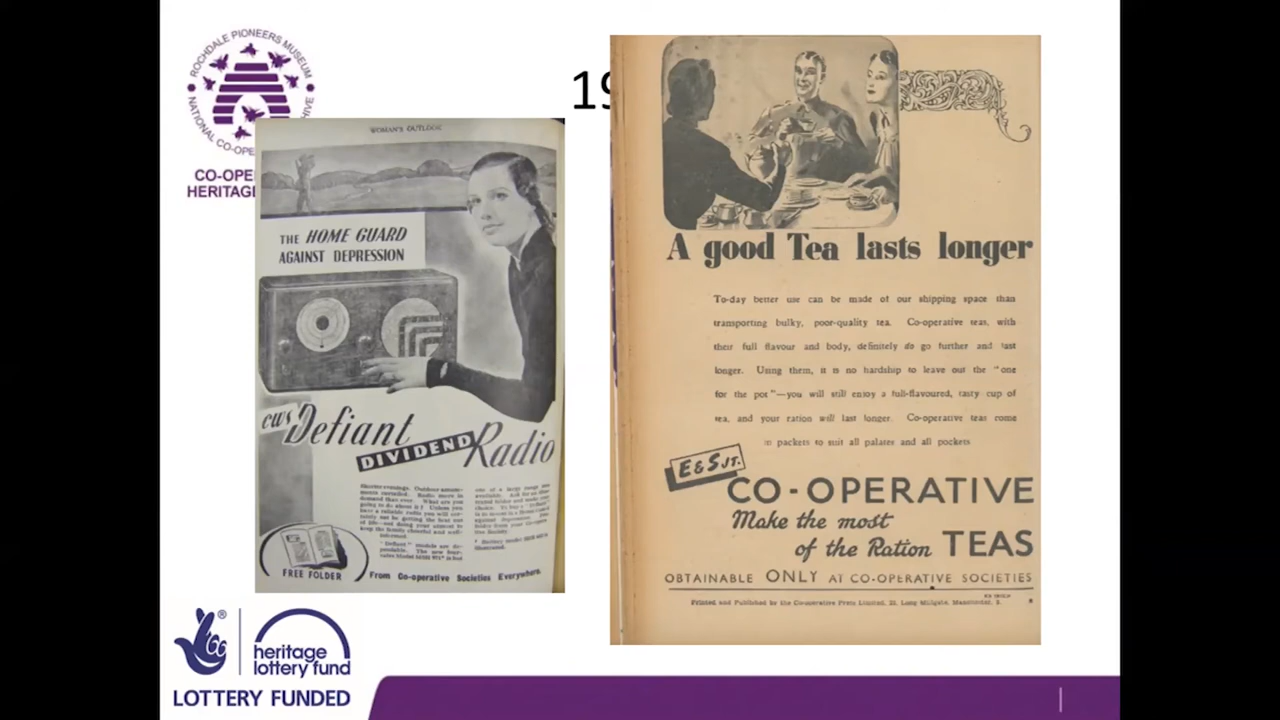 ROCHDALE PIONEERS MUSEUM
NATIONAL CO-OPE
HIVE
CO-OPE
HERITAGE
19
WOMAN'S OUTLOOK
THE HOME GUARD
AGAINST DEPRESSION
CWS Defiant
DIVIDEND Radio
FREE FOLDER
From Co-operative Societies Everywhere.
A good Tea lasts longer
To-day better use can be made of our shipping space than
transporting bulky, poor-quality tea. Co-operative teas, with
their full flavour and body, definitely do go further and last
longer. Using them, it is no hardship to leave out the "one
for the pot"—you will still enjoy a full-flavoured, tasty cup of
tea, and your ration will last longer. Co-operative teas come
in packets to suit all palates and all pockets
E & S JT.
CO-OPERATIVE
Make the most
of the Ration TEAS
OBTAINABLE ONLY AT CO-OPERATIVE SOCIETIES
Printed and Published by the Co-operative Press Limited, 22, Long Millgate, Manchester, 3.
®
heritage
lottery fund
LOTTERY FUNDED